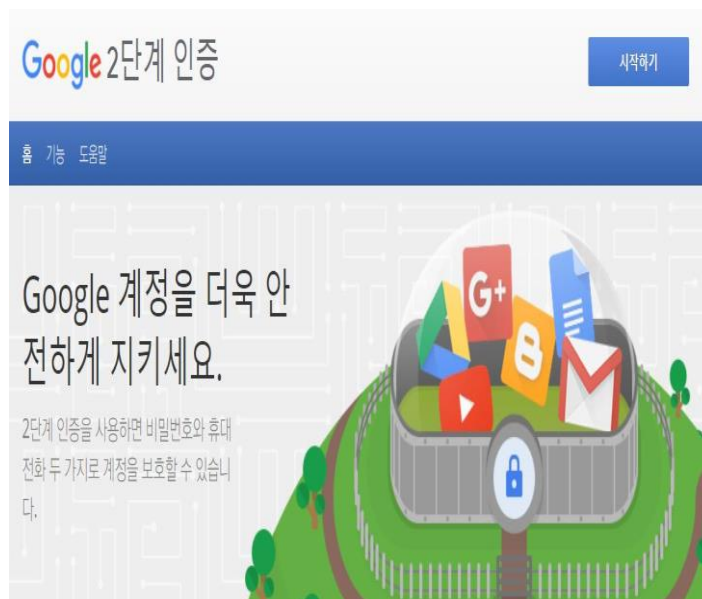 Google 2단계 인증
시작하기
홈 기능 도움말
Google 계정을 더욱 안
전하게 지키세요.
2단계 인증을 사용하면 비밀번호와 휴대
전화 두 가지로 계정을 보호할 수 있습니
다.
G+